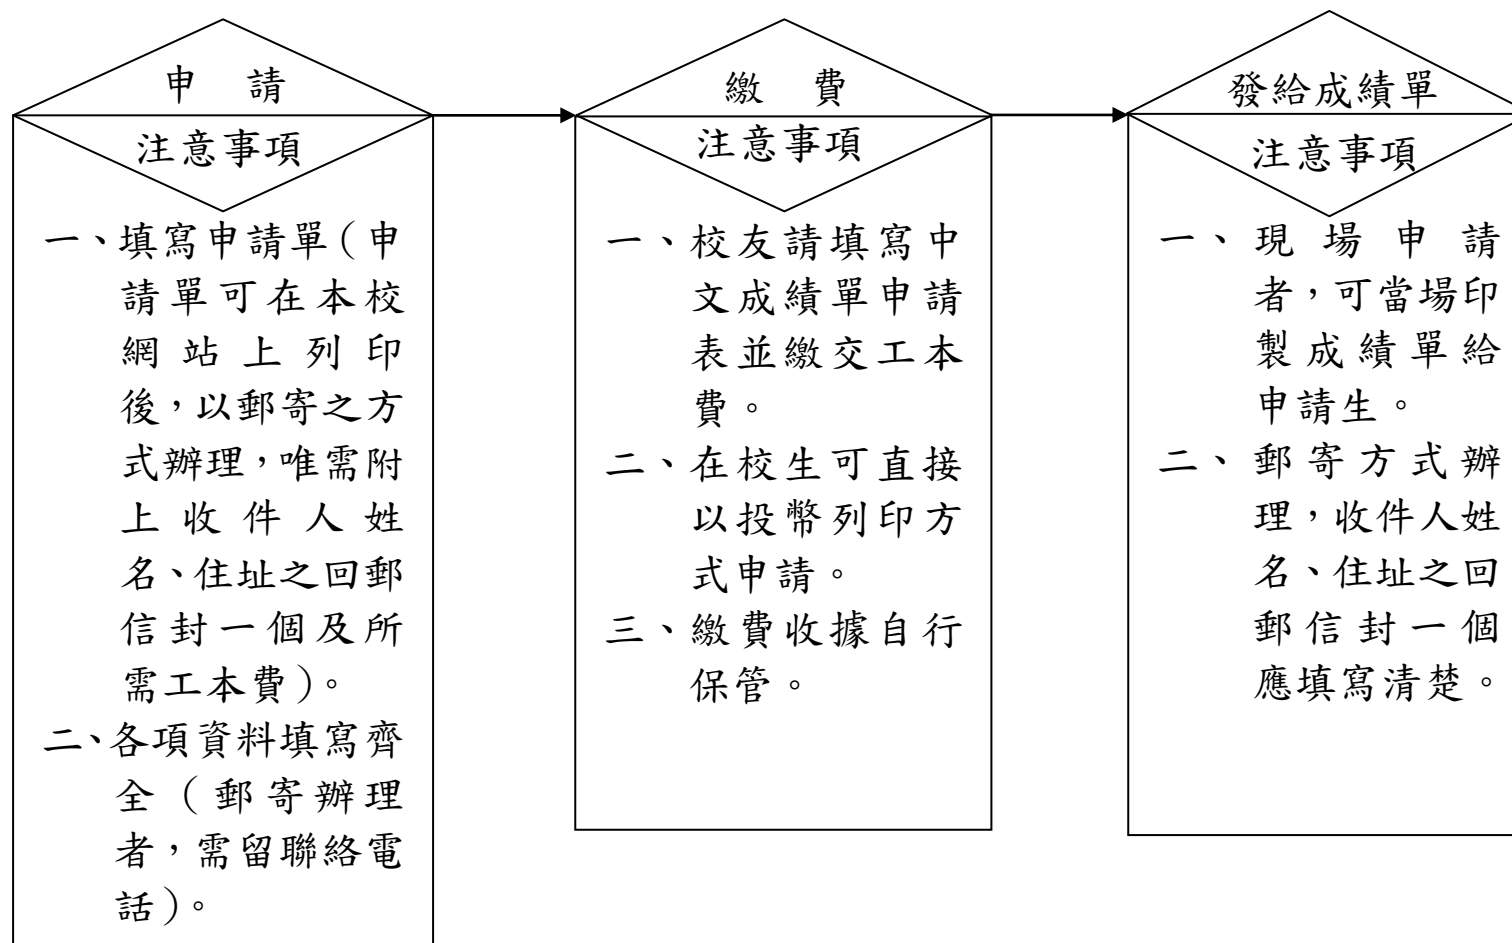 申 請
注意事項
一、填寫申請單(申
請單可在本校
網站上列印
後，以郵寄之方
式辦理，唯需附
上收件人姓
名、住址之回郵
信封一個及所
需工本費)。
二、各項資料填寫齊
全(郵寄辦理
者，需留聯絡電
話)。
繳 費
注意事項
一、校友請填寫中
文成績單申請
表並繳交工本
費。
二、在校生可直接
以投幣列印方
式申請。
三、繳費收據自行
保管。
發給成績單
注意事項
一、現場申請
者，可當場印
製成績單給
申請生。
二、郵寄方式辦
理，收件人姓
名、住址之回
郵信封一個
應填寫清楚。